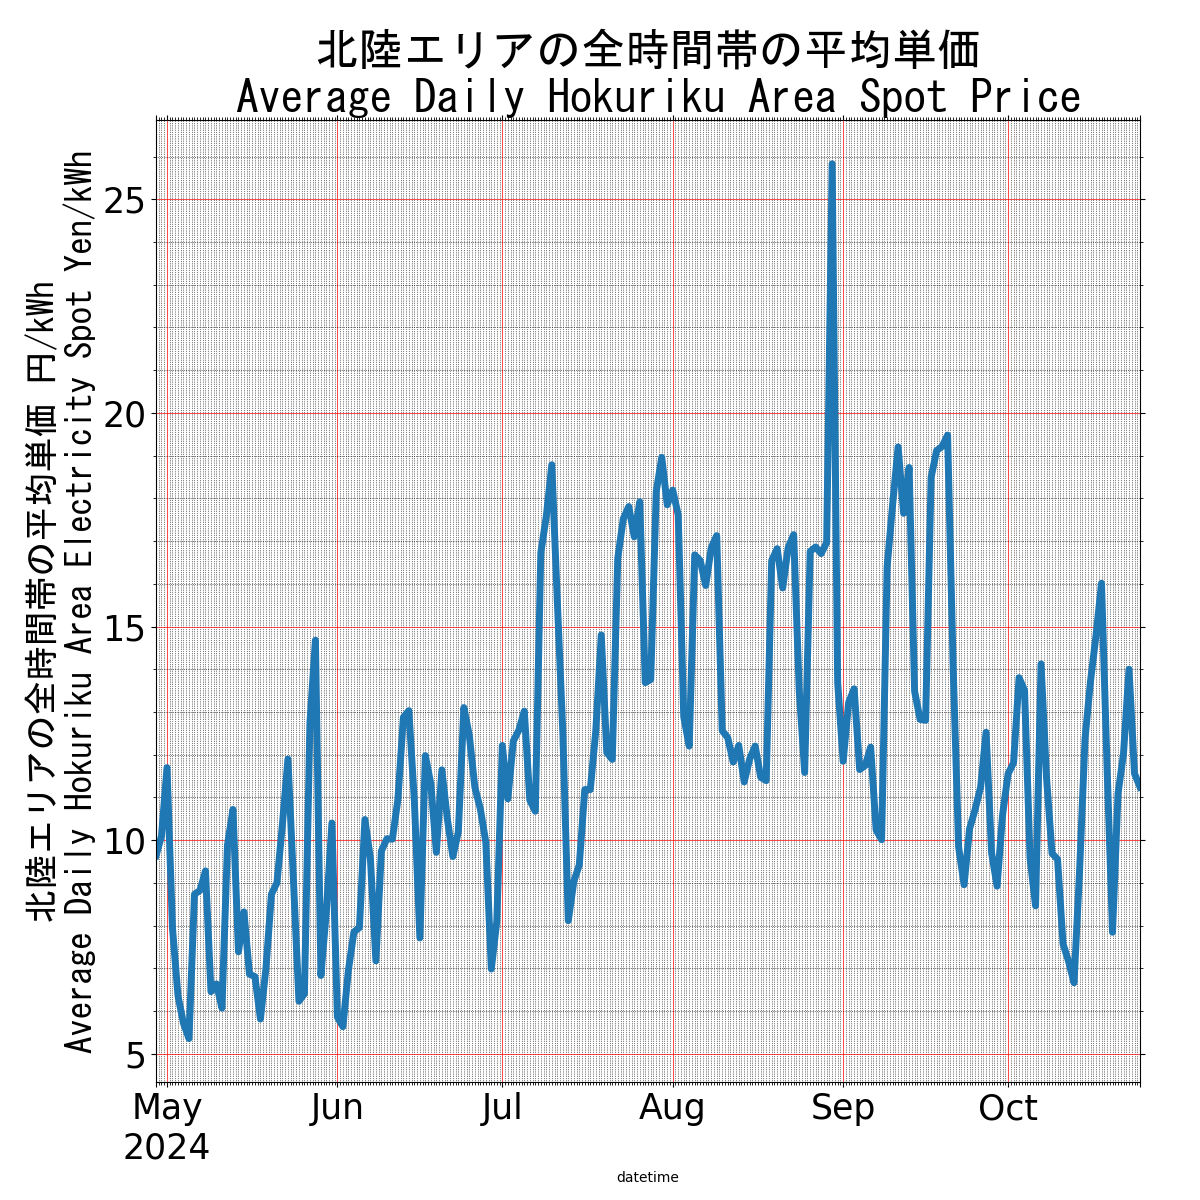 北陸エリアの全時間帯の平均単価
Average Daily Hokuriku Area Spot Price
北陸エリアの全時間帯の平均単価 円/kWh
Average Daily Hokuriku Area Electricity Spot Yen/kWh
25
20
15
10
5
May Jun Jul Aug Sep Oct
2024
datetime